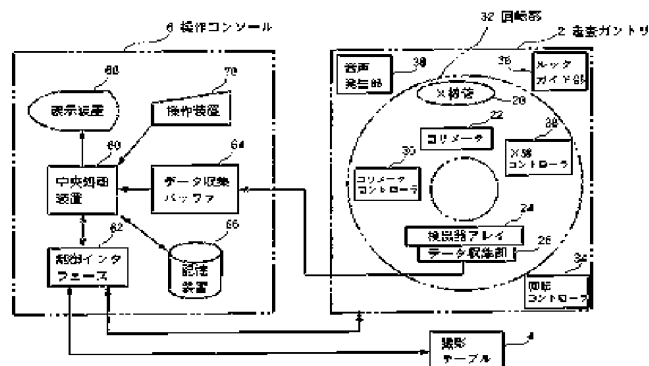 6 操作コンソール
32 回転部
2 走査ガントリ
68
表示装置
70
操作装置
60
中央処理
装置
64
データ収集
バッファ
62
制御インタ
フェース
66
記憶
装置
音声
発生部
38
36
ルック
ガイド部
X線管
20
22
コリメータ
30
コリメータ
コントローラ
X線
コントローラ
24
検出器アレイ
データ収集部
26
34
回転
コントローラ
撮影
テーブル
4